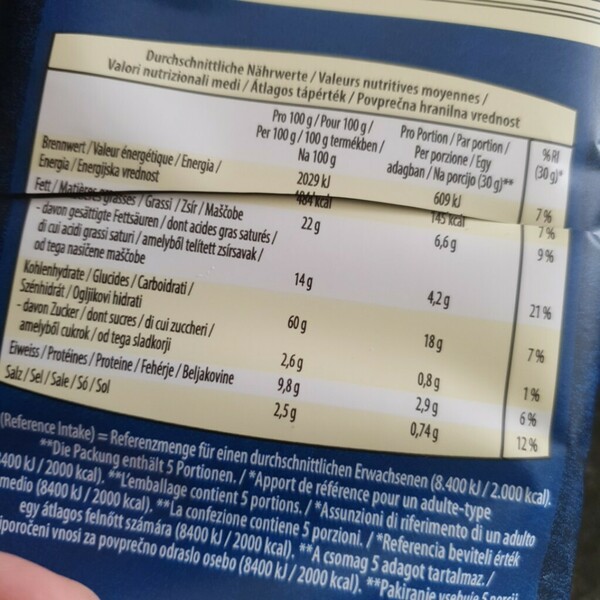 Durchschnittliche Nährwerte / Valeurs nutritives moyennes /
Valori nutrizionali medi / Átlagos tápérték / Povprečna hranilna vrednost
Pro 100 g / Pour 100 g /
Per 100 g / 100 g termékben /
Na 100 g
Pro Portion / Par portion /
Per porzione / Egy
adagban / Na porcijo (30 g)**
% RI
(30 g)*
Brennwert / Valeur énergétique / Energia /
Energia / Energijska vrednost
2029 kJ
484 kcal
609 kJ
145 kcal
7%
7%
Fett / Matières grasses / Grassi / Zsír / Maščobe
22 g
6,6 g
9%
- davon gesättigte Fettsäuren / dont acides gras saturés /
di cui acidi grassi saturi / amelyből telített zsírsavak /
od tega nasičene maščobe
14 g
4,2 g
21%
Kohlenhydrate / Glucides / Carboidrati /
Szénhidrát / Ogljikovi hidrati
60 g
18 g
7%
- davon Zucker / dont sucres / di cui zuccheri /
amelyből cukrok / od tega sladkorji
2,6 g
0,8 g
1%
Eiweiss / Protéines / Proteine / Fehérje / Beljakovine
9,8 g
2,9 g
6%
Salz / Sel / Sale / Só / Sol
2,5 g
0,74 g
12%
(Reference Intake) = Referenzmenge für einen durchschnittlichen Erwachsenen (8.400 kJ / 2.000 kcal).
**Die Packung enthält 5 Portionen. / *Apport de référence pour un adulte-type
400 kJ / 2000 kcal). **L'emballage contient 5 portions. / *Assunzioni di riferimento di un adulto
medio (8400 kJ / 2000 kcal). **La confezione contiene 5 porzioni. / *Referencia beviteli érték
egy átlagos felnőtt számára (8400 kJ / 2000 kcal). **A csomag 5 adagot tartalmaz. /
iporočeni vnosi za povprečno odraslo osebo (8400 kJ / 2000 kcal). **Pakiranje vsebuje 5 porcij